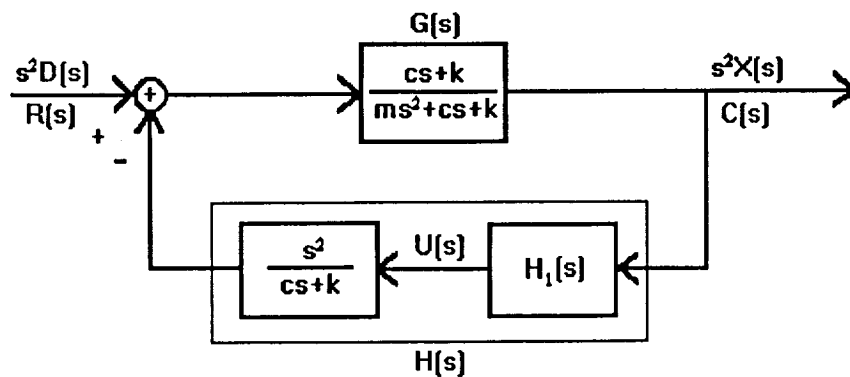 G(s)
s²D(s)
R(s)
+
+
-
cs+k
ms²+cs+k
s²X(s)
C(s)
s²
cs+k
U(s)
H₁(s)
H(s)